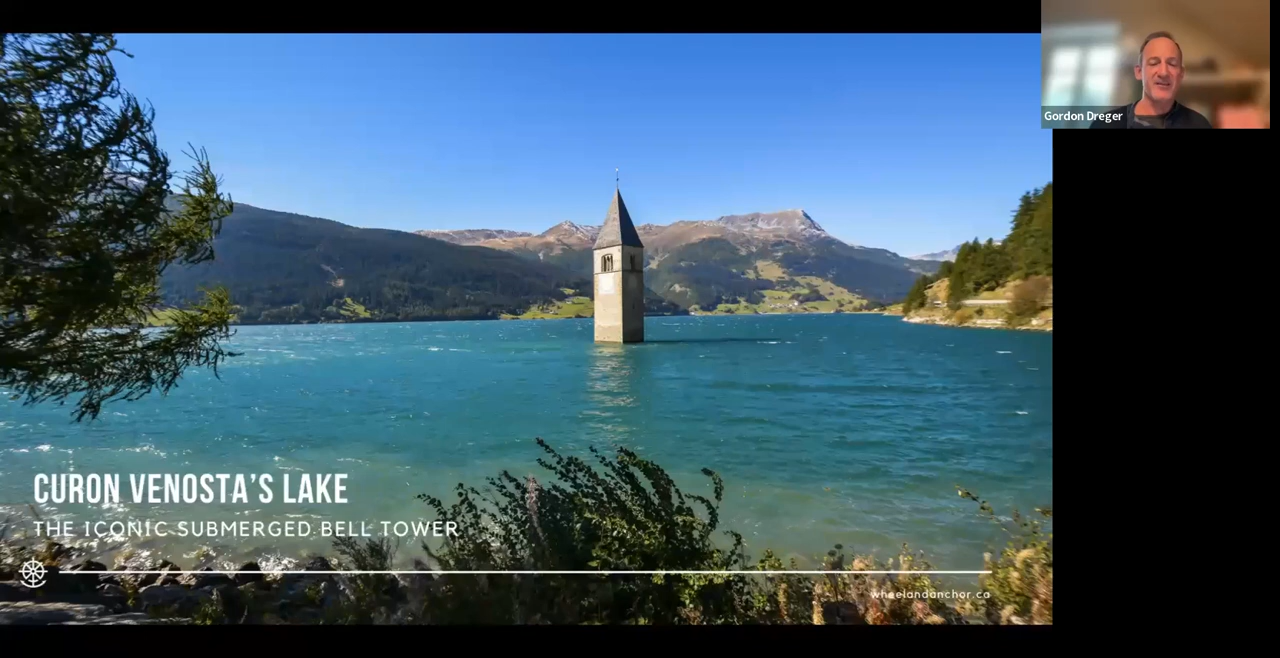 Gordon Dreger
CURON VENOSTA'S LAKE
THE ICONIC SUBMERGED BELL TOWER
wheelandanchor.ca